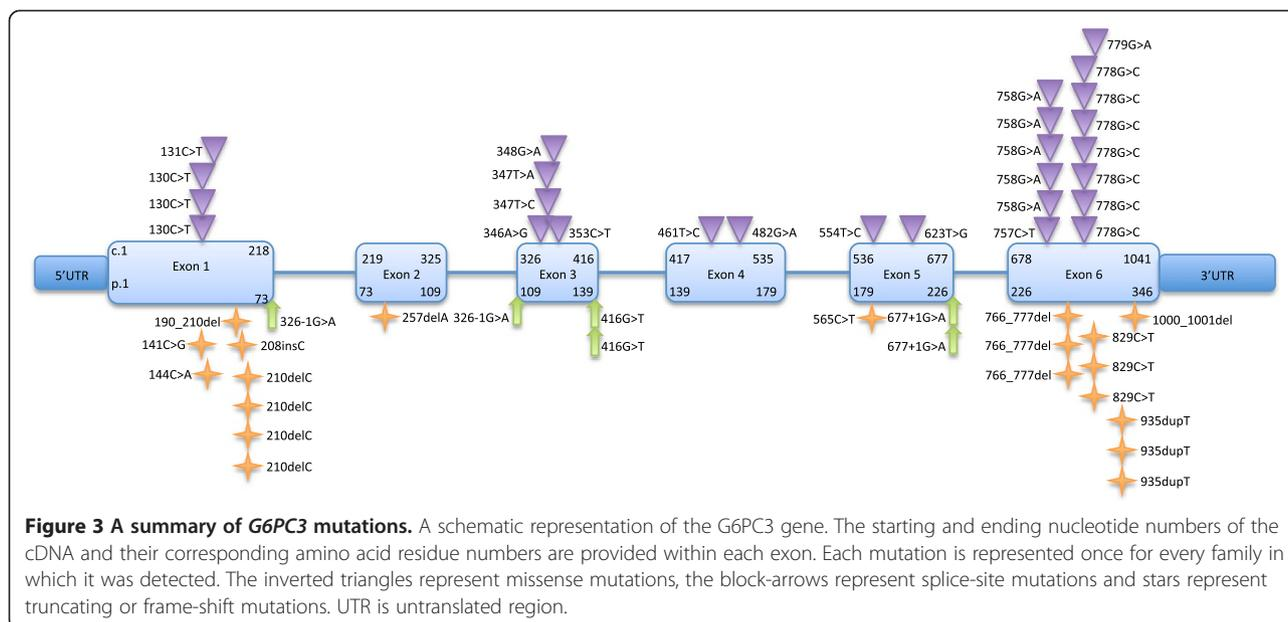 779G>A
778G>C
758G>A 778G>C
758G>A 778G>C
131C>T 348G>A 758G>A 778G>C
130C>T 347T>A 758G>A 778G>C
130C>T 347T>C 758G>A 778G>C
130C>T 346A>G 353C>T 461T>C 482G>A 554T>C 623T>G 757C>T 778G>C
c.1 218 219 325 326 416 417 535 536 677 678 1041
5’UTR Exon 1 Exon 2 Exon 3 Exon 4 Exon 5 Exon 6 3’UTR
p.1 73 73 109 109 139 139 179 179 226 226 346
190_210del 326-1G>A 257delA 326-1G>A 416G>T 565C>T 677+1G>A 766_777del 1000_1001del
141C>G 208insC 416G>T 677+1G>A 766_777del 829C>T
144C>A 210delC 766_777del 829C>T
210delC 829C>T
210delC 935dupT
210delC 935dupT
935dupT
Figure 3 A summary of G6PC3 mutations. A schematic representation of the G6PC3 gene. The starting and ending nucleotide numbers of the
cDNA and their corresponding amino acid residue numbers are provided within each exon. Each mutation is represented once for every family in
which it was detected. The inverted triangles represent missense mutations, the block-arrows represent splice-site mutations and stars represent
truncating or frame-shift mutations. UTR is untranslated region.